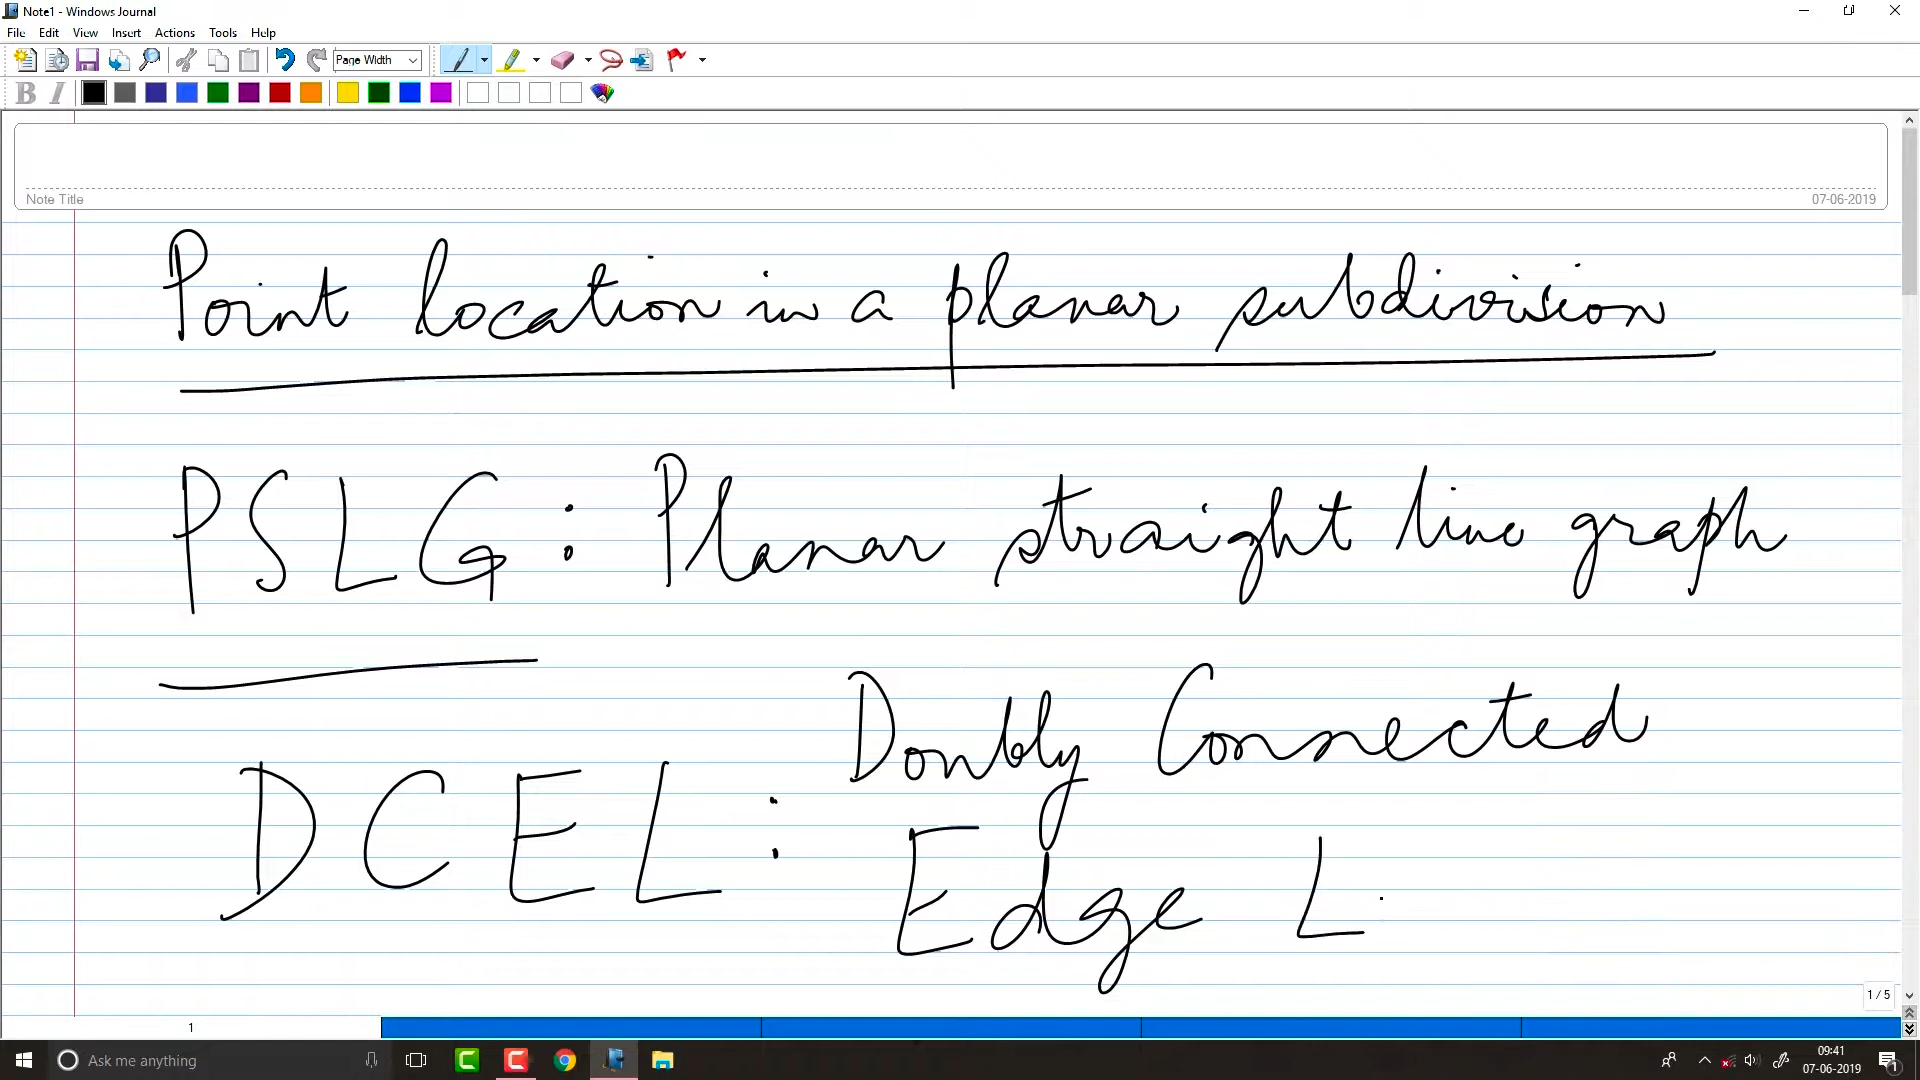 Note1 - Windows Journal
File Edit View Insert Actions Tools Help
Page Width
B I
Note Title 07-06-2019
Point location in a planar subdivision
PSLG : Planar straight line graph
DCEL : Doubly Connected
Edge L
1 / 5
1
Ask me anything
09:41
07-06-2019
1